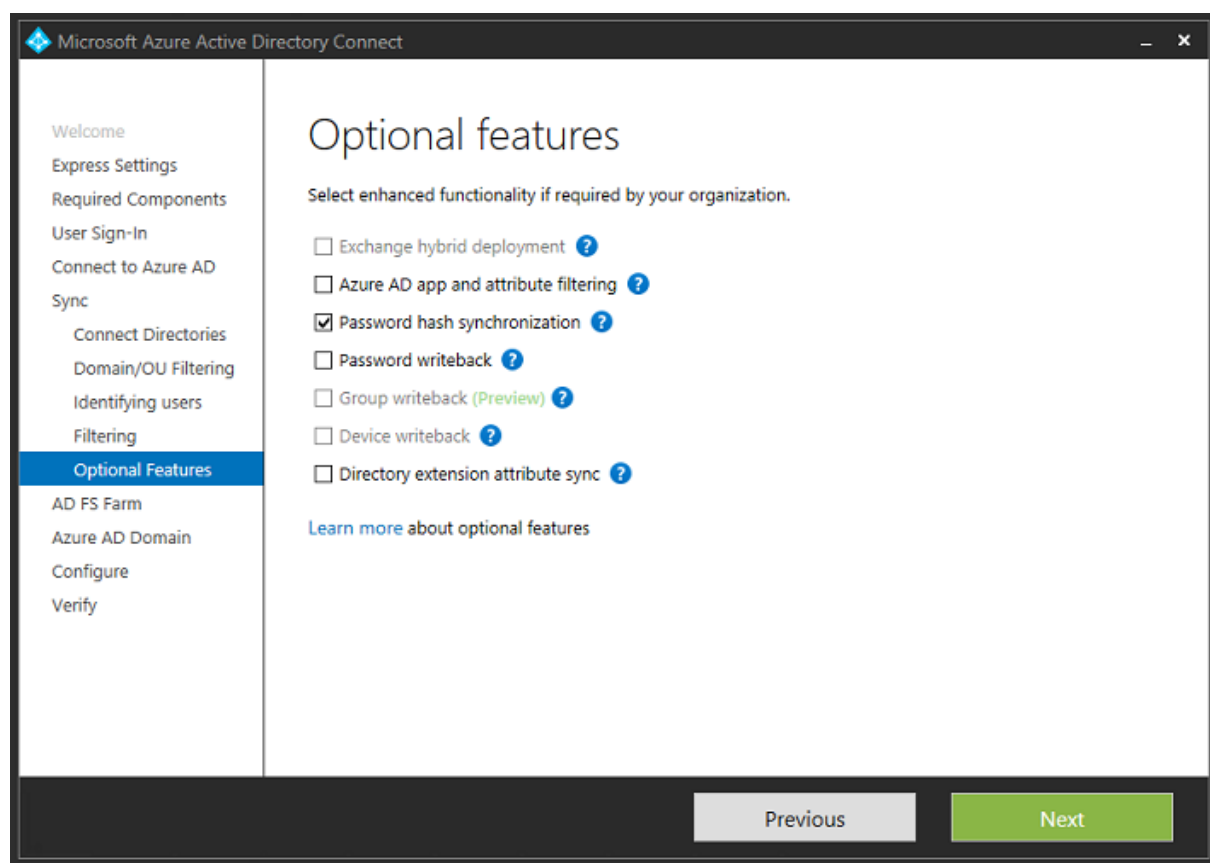 Microsoft Azure Active Directory Connect
Welcome
Express Settings
Required Components
User Sign-In
Connect to Azure AD
Sync
Connect Directories
Domain/OU Filtering
Identifying users
Filtering
Optional Features
AD FS Farm
Azure AD Domain
Configure
Verify
Optional features
Select enhanced functionality if required by your organization.
Exchange hybrid deployment ?
Azure AD app and attribute filtering ?
Password hash synchronization ?
Password writeback ?
Group writeback (Preview) ?
Device writeback ?
Directory extension attribute sync ?
Learn more about optional features
Previous
Next